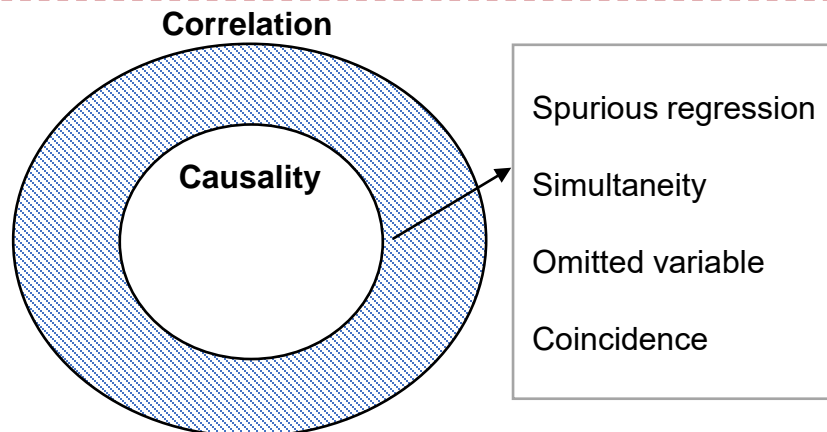 Correlation
Causality
Spurious regression
Simultaneity
Omitted variable
Coincidence